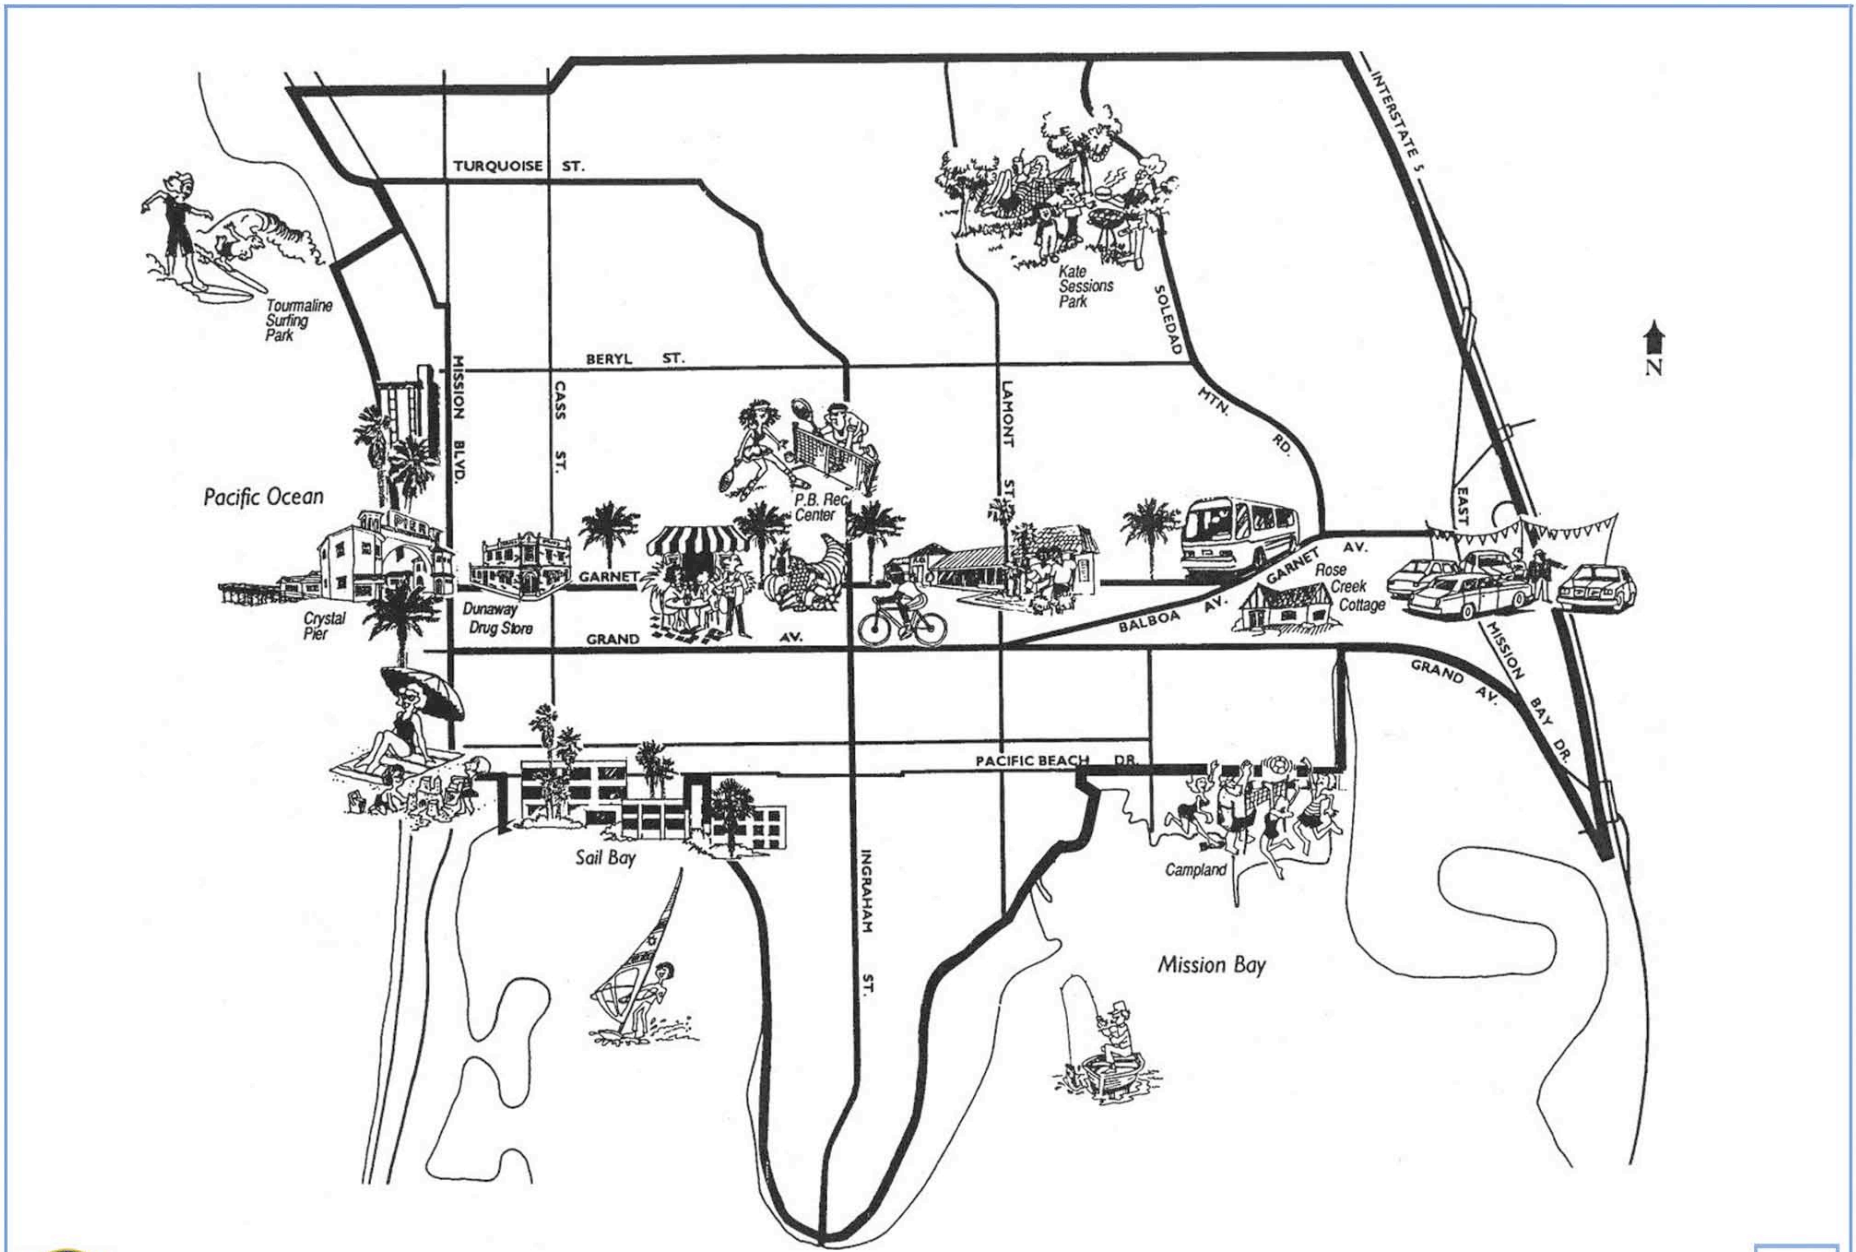 INTERSTATE 5
TURQUOISE ST.
Tourmaline
Surfing
Park
Kate
Sessions
Park
SOLEDAD
MTN.
RD.
N
BERYL ST.
MISSION BLVD.
CASS ST.
LAMONT ST.
Pacific Ocean
P.B. Rec
Center
EAST
PIER
GARNET
GARNET AV.
Rose
Creek
Cottage
Crystal
Pier
Dunaway
Drug Store
GRAND AV.
BALBOA AV.
MISSION BAY DR.
GRAND AV.
PACIFIC BEACH DR.
Sail Bay
INGRAHAM ST.
Campland
Mission Bay